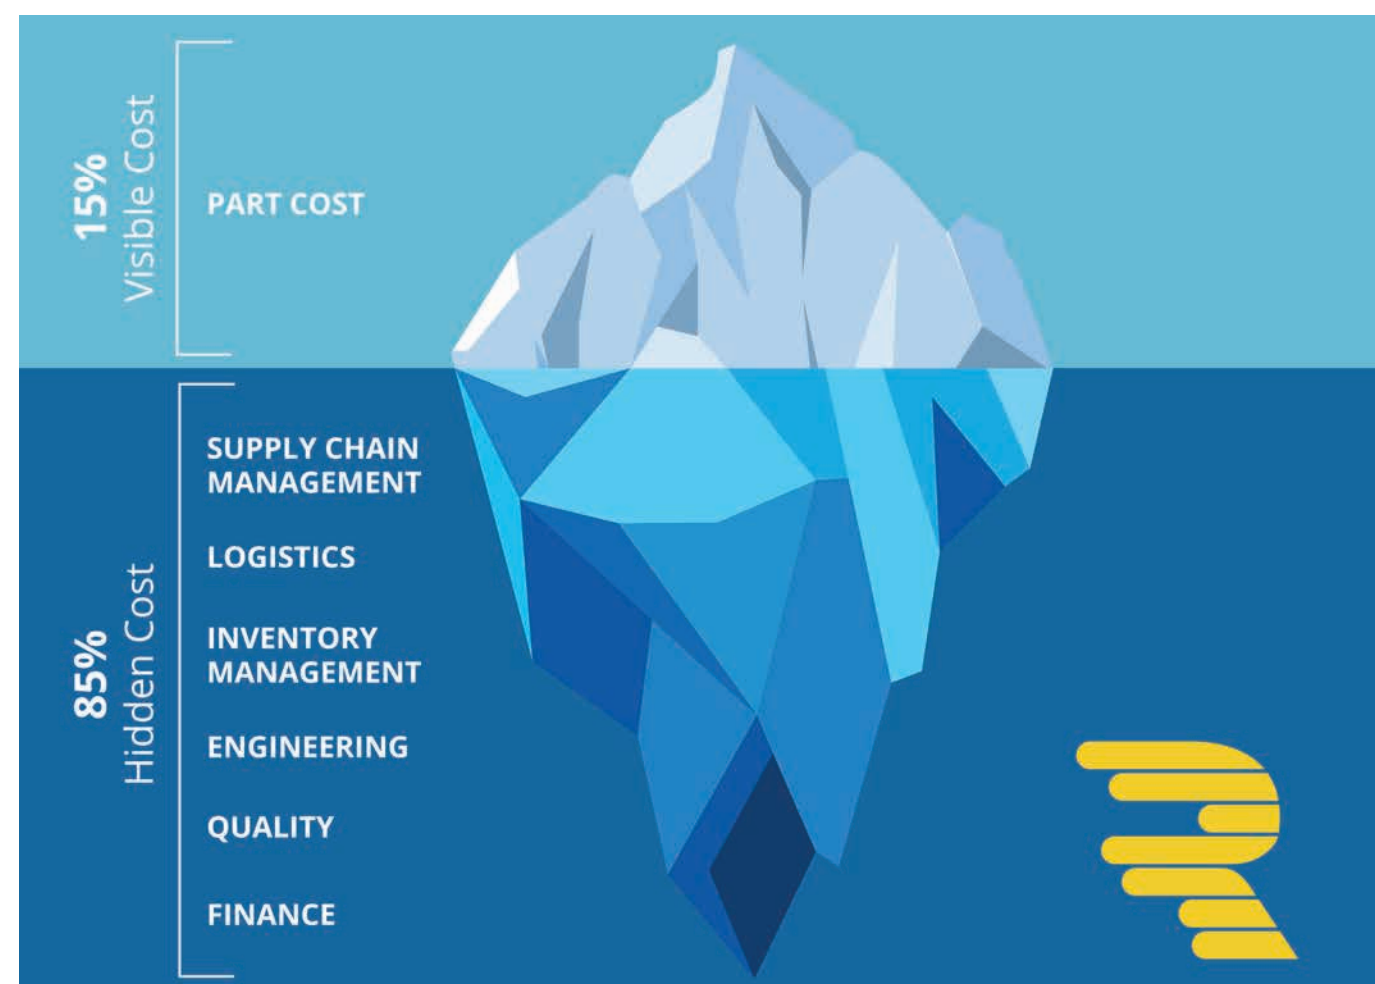 15%
Visible Cost
PART COST
85%
Hidden Cost
SUPPLY CHAIN
MANAGEMENT
LOGISTICS
INVENTORY
MANAGEMENT
ENGINEERING
QUALITY
FINANCE
R